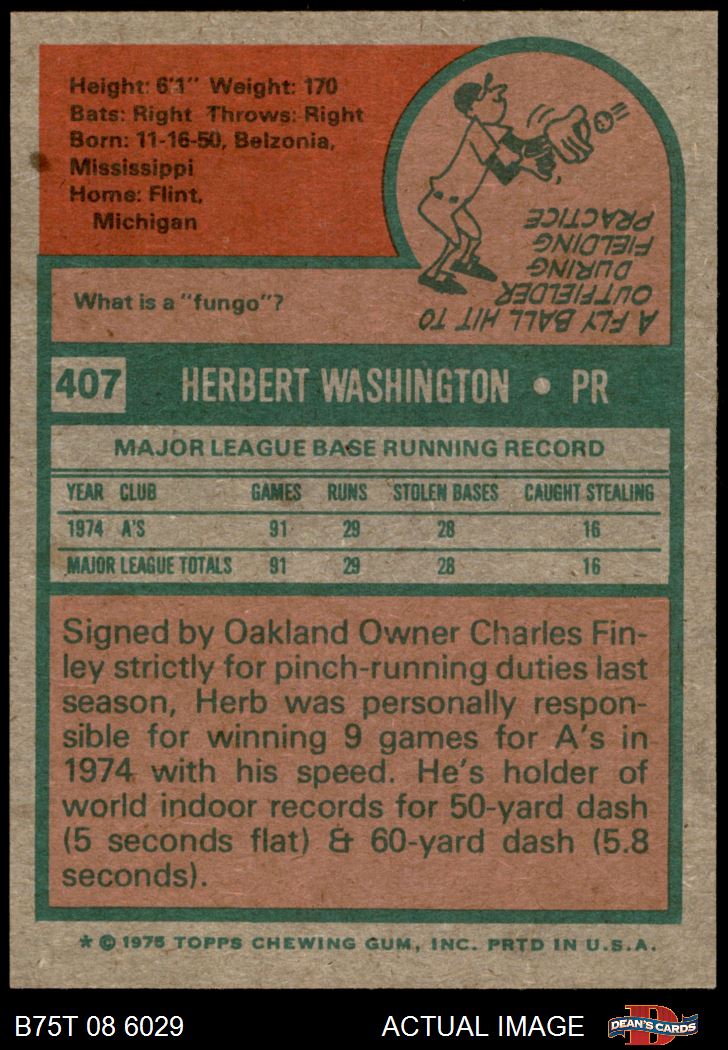 Height: 6'1" Weight: 170
Bats: Right Throws: Right
Born: 11-16-50, Belzonia,
Mississippi
Home: Flint,
Michigan
What is a "fungo"?
A FLY BALL HIT TO
OUTFIELDER
DURING
FIELDING
PRACTICE
407 HERBERT WASHINGTON • PR
MAJOR LEAGUE BASE RUNNING RECORD
YEAR CLUB GAMES RUNS STOLEN BASES CAUGHT STEALING
1974 A'S 91 29 28 16
MAJOR LEAGUE TOTALS 91 29 28 16
Signed by Oakland Owner Charles Fin-
ley strictly for pinch-running duties last
season, Herb was personally respon-
sible for winning 9 games for A's in
1974 with his speed. He's holder of
world indoor records for 50-yard dash
(5 seconds flat) & 60-yard dash (5.8
seconds).
* © 1975 TOPPS CHEWING GUM, INC. PRTD IN U.S.A.
B75T 08 6029 ACTUAL IMAGE DEAN'S CARDS